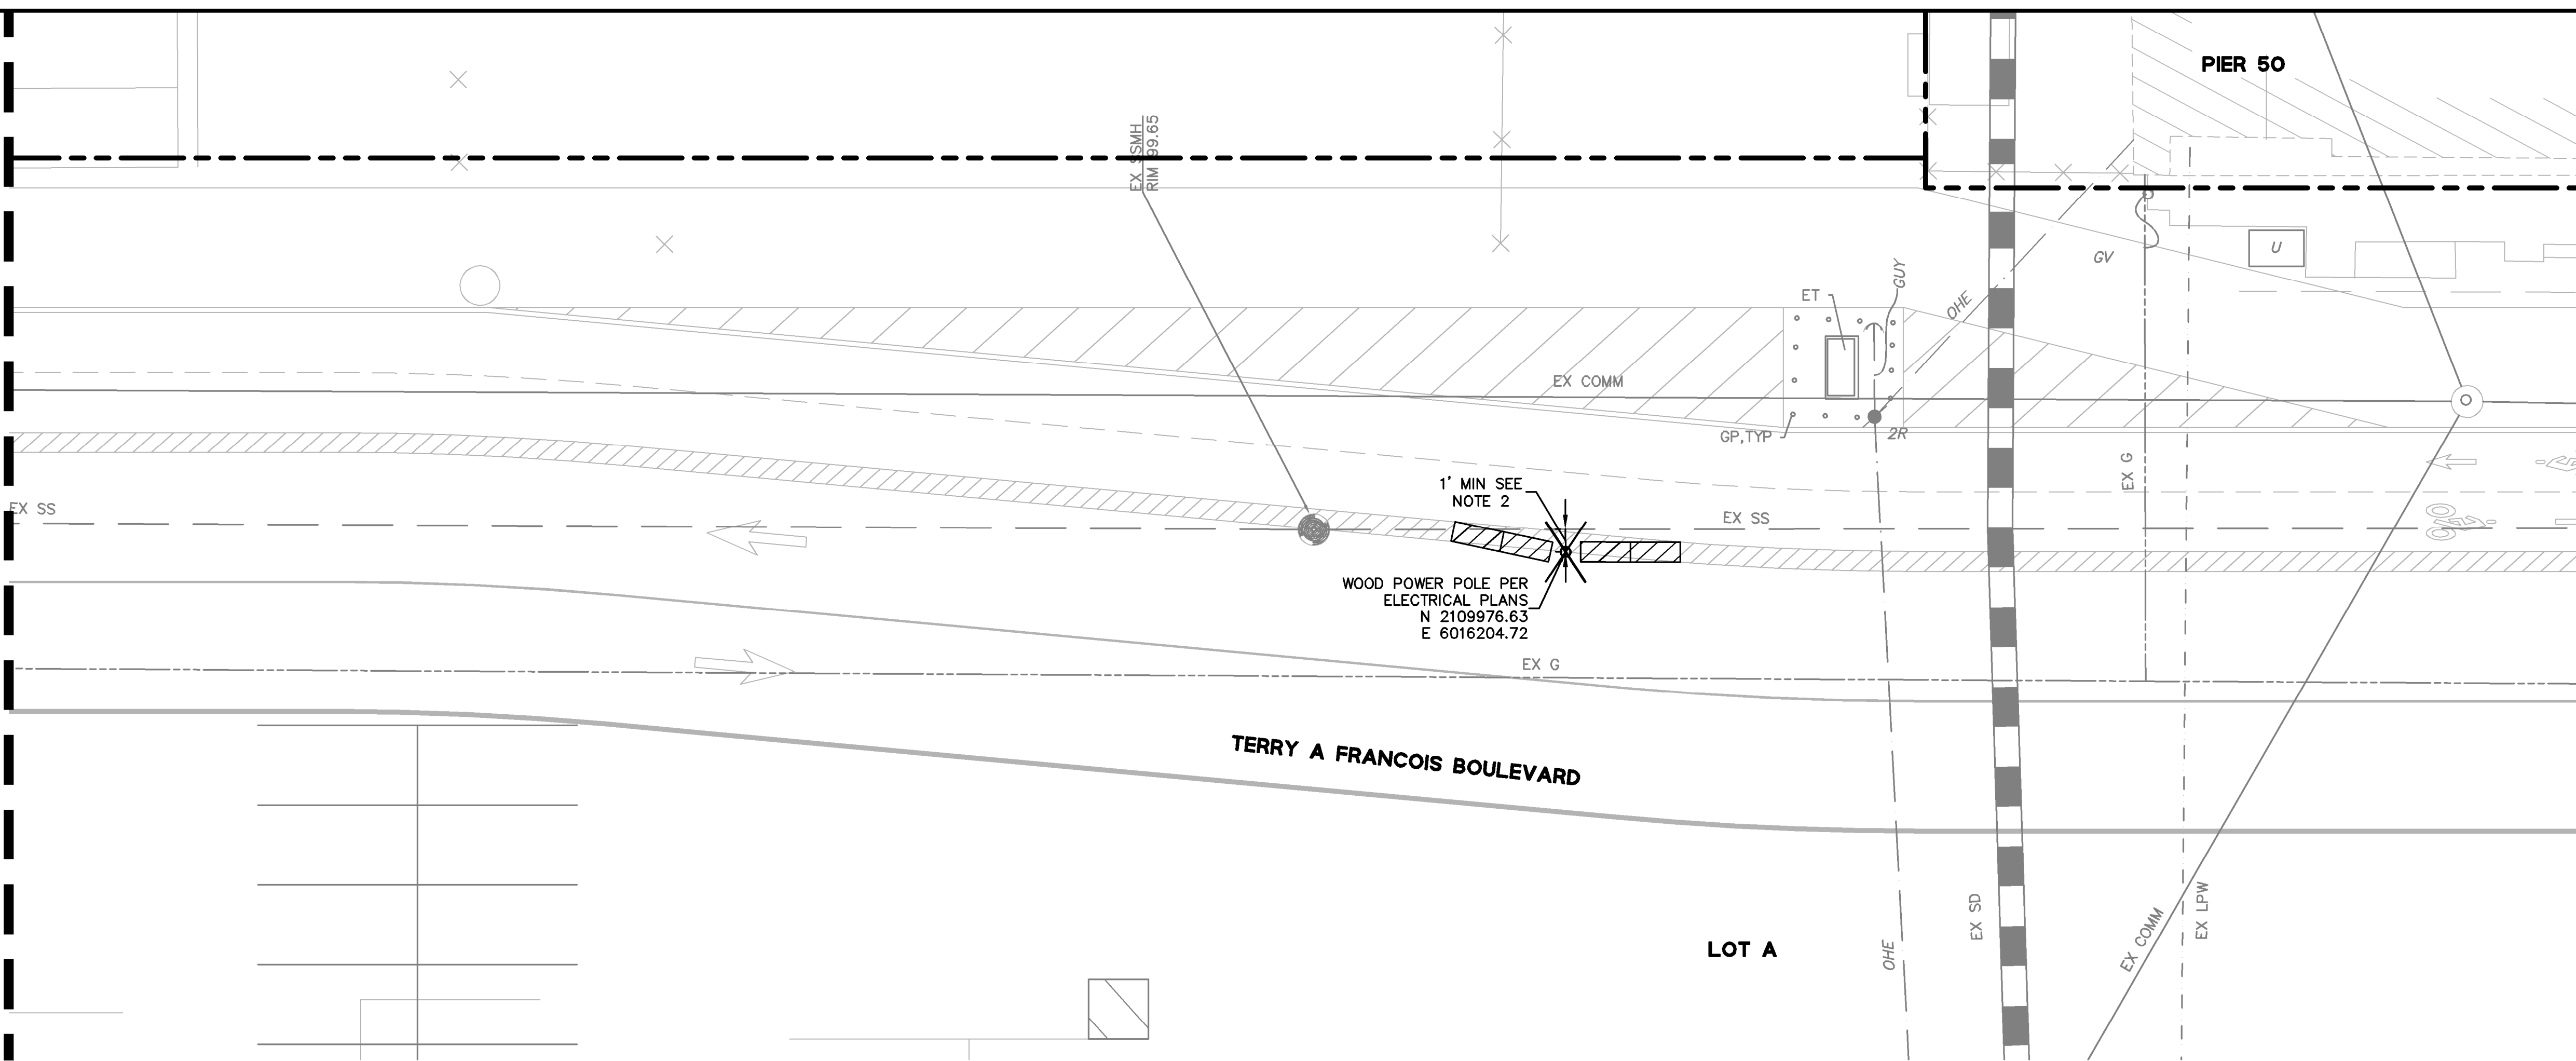 PIER 50
EX SSMH
RIM 99.65
U
GV
GUY
ET
OHE
EX COMM
GP,TYP
2R
EX G
1' MIN SEE
NOTE 2
EX SS
EX SS
WOOD POWER POLE PER
ELECTRICAL PLANS
N 2109976.63
E 6016204.72
EX G
TERRY A FRANCOIS BOULEVARD
LOT A
OHE
EX SD
EX COMM
EX LPW